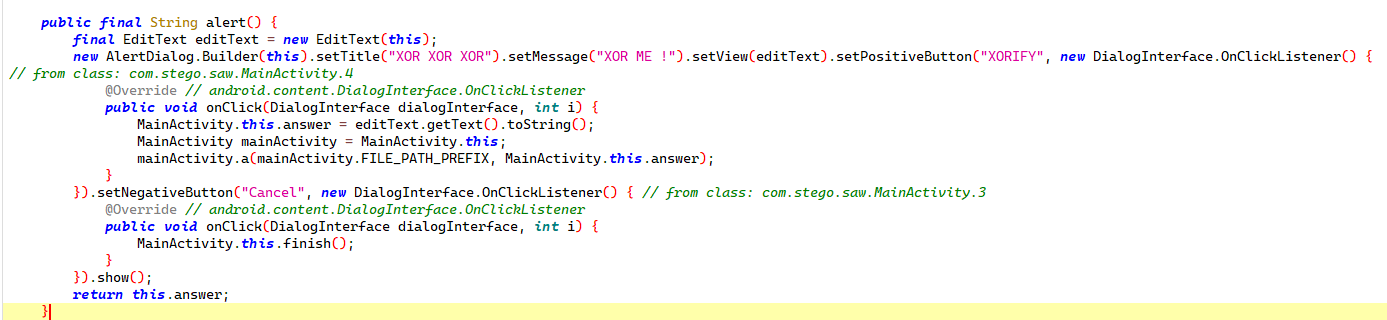 public final String alert() {
final EditText editText = new EditText(this);
new AlertDialog.Builder(this).setTitle("XOR XOR XOR").setMessage("XOR ME !").setView(editText).setPositiveButton("XORIFY", new DialogInterface.OnClickListener() {
// from class: com.stego.saw.MainActivity.4
@Override // android.content.DialogInterface.OnClickListener
public void onClick(DialogInterface dialogInterface, int i) {
MainActivity.this.answer = editText.getText().toString();
MainActivity mainActivity = MainActivity.this;
mainActivity.a(mainActivity.FILE_PATH_PREFIX, MainActivity.this.answer);
}
}).setNegativeButton("Cancel", new DialogInterface.OnClickListener() { // from class: com.stego.saw.MainActivity.3
@Override // android.content.DialogInterface.OnClickListener
public void onClick(DialogInterface dialogInterface, int i) {
MainActivity.this.finish();
}
}).show();
return this.answer;
}